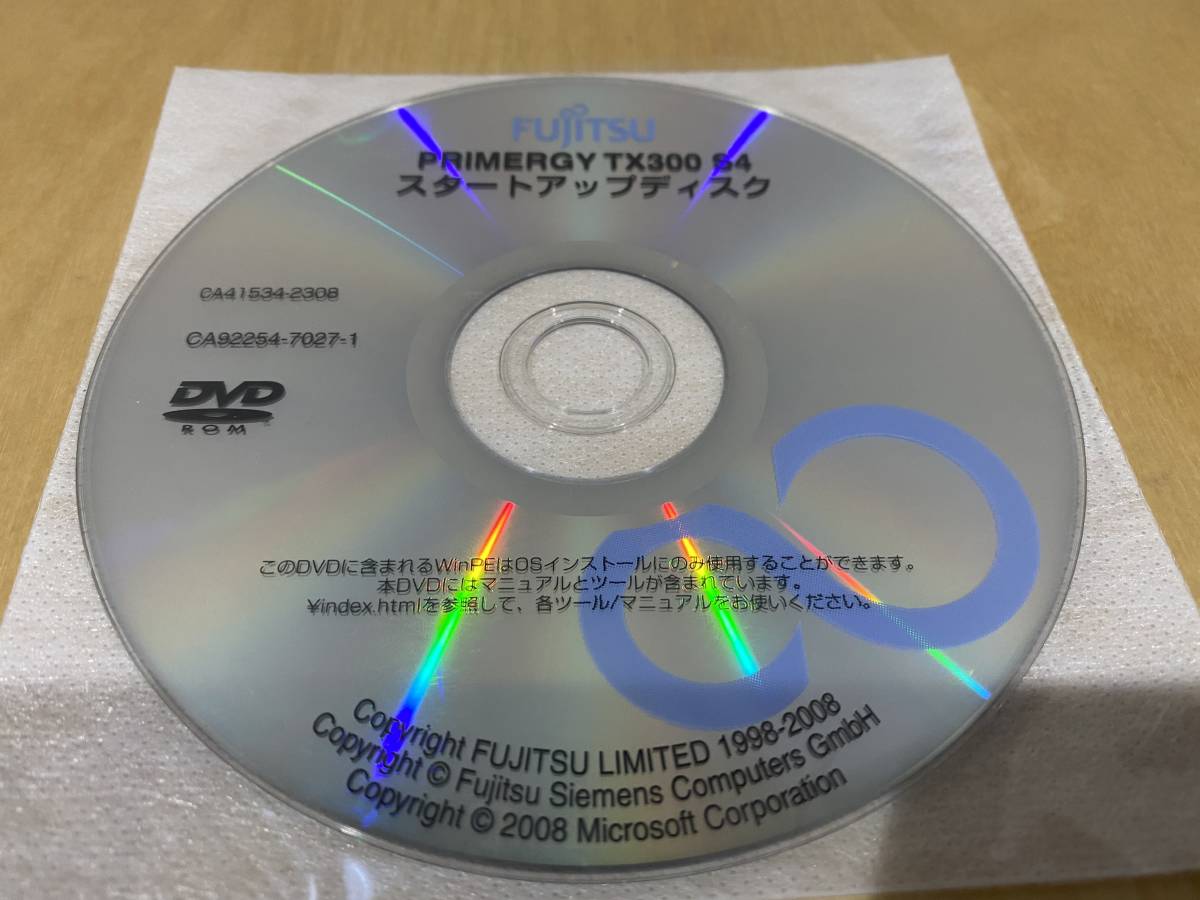 FUJITSU
PRIMERGY TX300 S4
スタートアップディスク
CA41534-2308
CA92254-7027-1
DVD
ROM
このDVDに含まれるWinPEはOSインストールにのみ使用することができます。
本DVDにはマニュアルとツールが含まれています。
¥index.htmlを参照して、各ツール/マニュアルをお使いください。
Copyright FUJITSU LIMITED 1998-2008
Copyright © Fujitsu Siemens Computers GmbH
Copyright © 2008 Microsoft Corporation